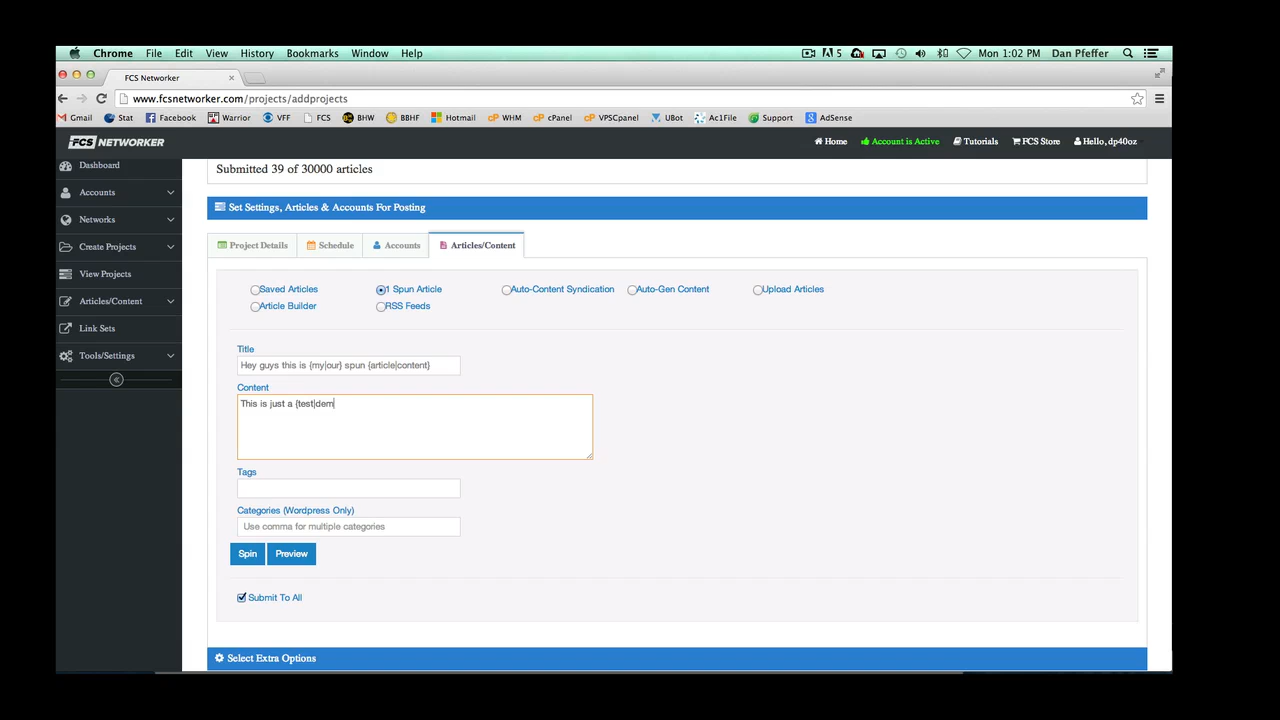 Chrome File Edit View History Bookmarks Window Help 5 Mon 1:02 PM Dan Pfeffer
FCS Networker
www.fcsnetworker.com/projects/addprojects
Gmail Stat Facebook Warrior VFF FCS BHW BBHF Hotmail WHM cPanel VPSCpanel UBot Ac1File Support AdSense
FCS NETWORKER Home Account is Active Tutorials FCS Store Hello, dp40oz
Dashboard
Accounts
Networks
Create Projects
View Projects
Articles/Content
Link Sets
Tools/Settings
Submitted 39 of 30000 articles
Set Settings, Articles & Accounts For Posting
Project Details Schedule Accounts Articles/Content
Saved Articles 1 Spun Article Auto-Content Syndication Auto-Gen Content Upload Articles
Article Builder RSS Feeds
Title
Hey guys this is {my|our} spun {article|content}
Content
This is just a {test|dem
Tags
Categories (Wordpress Only)
Use comma for multiple categories
Spin Preview
Submit To All
Select Extra Options